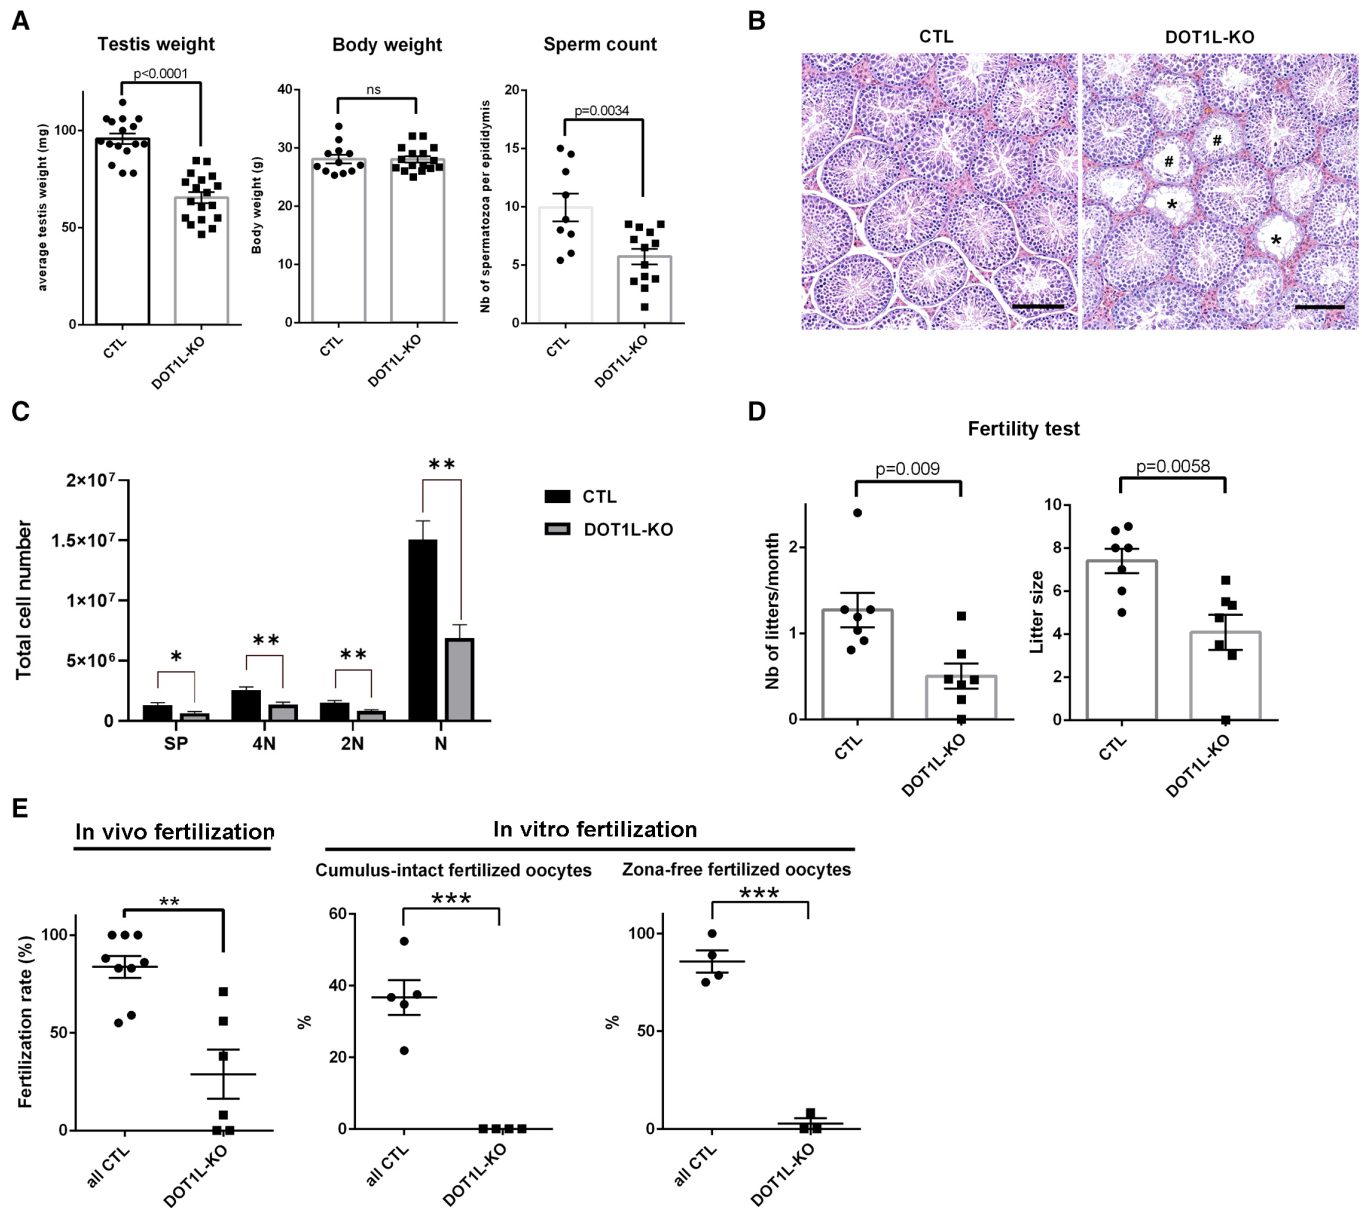 A
Testis weight
p<0.0001
average testis weight (mg)
100
50
0
CTL
DOT1L-KO
Body weight
ns
Body weight (g)
40
30
20
10
0
CTL
DOT1L-KO
Sperm count
p=0.0034
Nb of spermatozoa per epididymis
20
15
10
5
0
CTL
DOT1L-KO
B
CTL
DOT1L-KO
#
#
*
*
C
Total cell number
2×10⁷
1.5×10⁷
1×10⁷
5×10⁶
0
*
**
**
**
SP
4N
2N
N
CTL
DOT1L-KO
D
Fertility test
p=0.009
Nb of litters/month
2
1
0
CTL
DOT1L-KO
p=0.0058
Litter size
10
8
6
4
2
0
CTL
DOT1L-KO
E
In vivo fertilization
**
Fertilization rate (%)
100
50
0
all CTL
DOT1L-KO
In vitro fertilization
Cumulus-intact fertilized oocytes
***
%
60
40
20
0
all CTL
DOT1L-KO
Zona-free fertilized oocytes
***
%
100
50
0
all CTL
DOT1L-KO